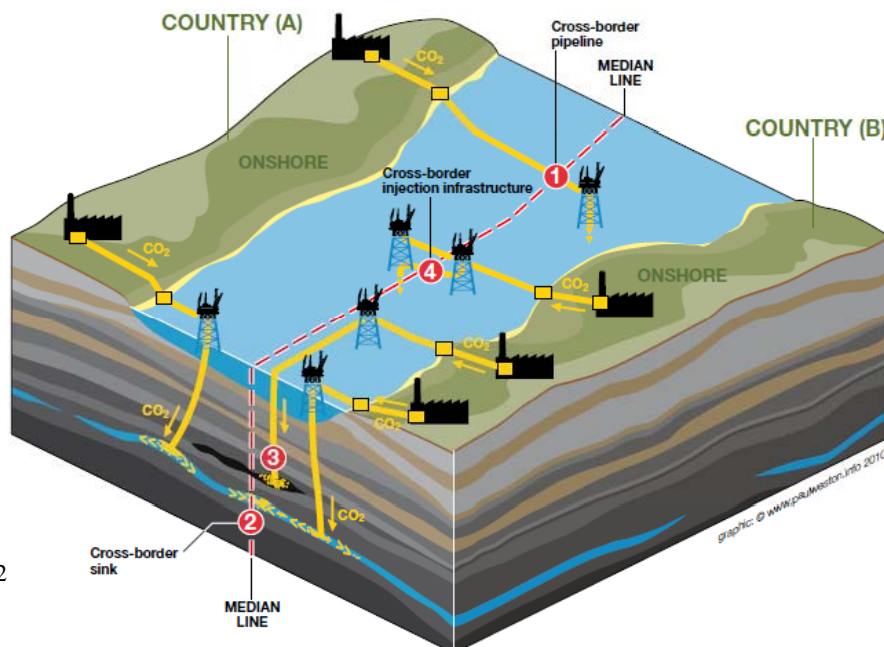 COUNTRY (A)
Cross-border
pipeline
MEDIAN
LINE
CO2
COUNTRY (B)
ONSHORE
Cross-border
injection infrastructure
1
4
ONSHORE
CO2
CO2
CO2
CO2
CO2
3
CO2
2
Cross-border
sink
2
MEDIAN
LINE
graphic: © www.paulweston.info 2010